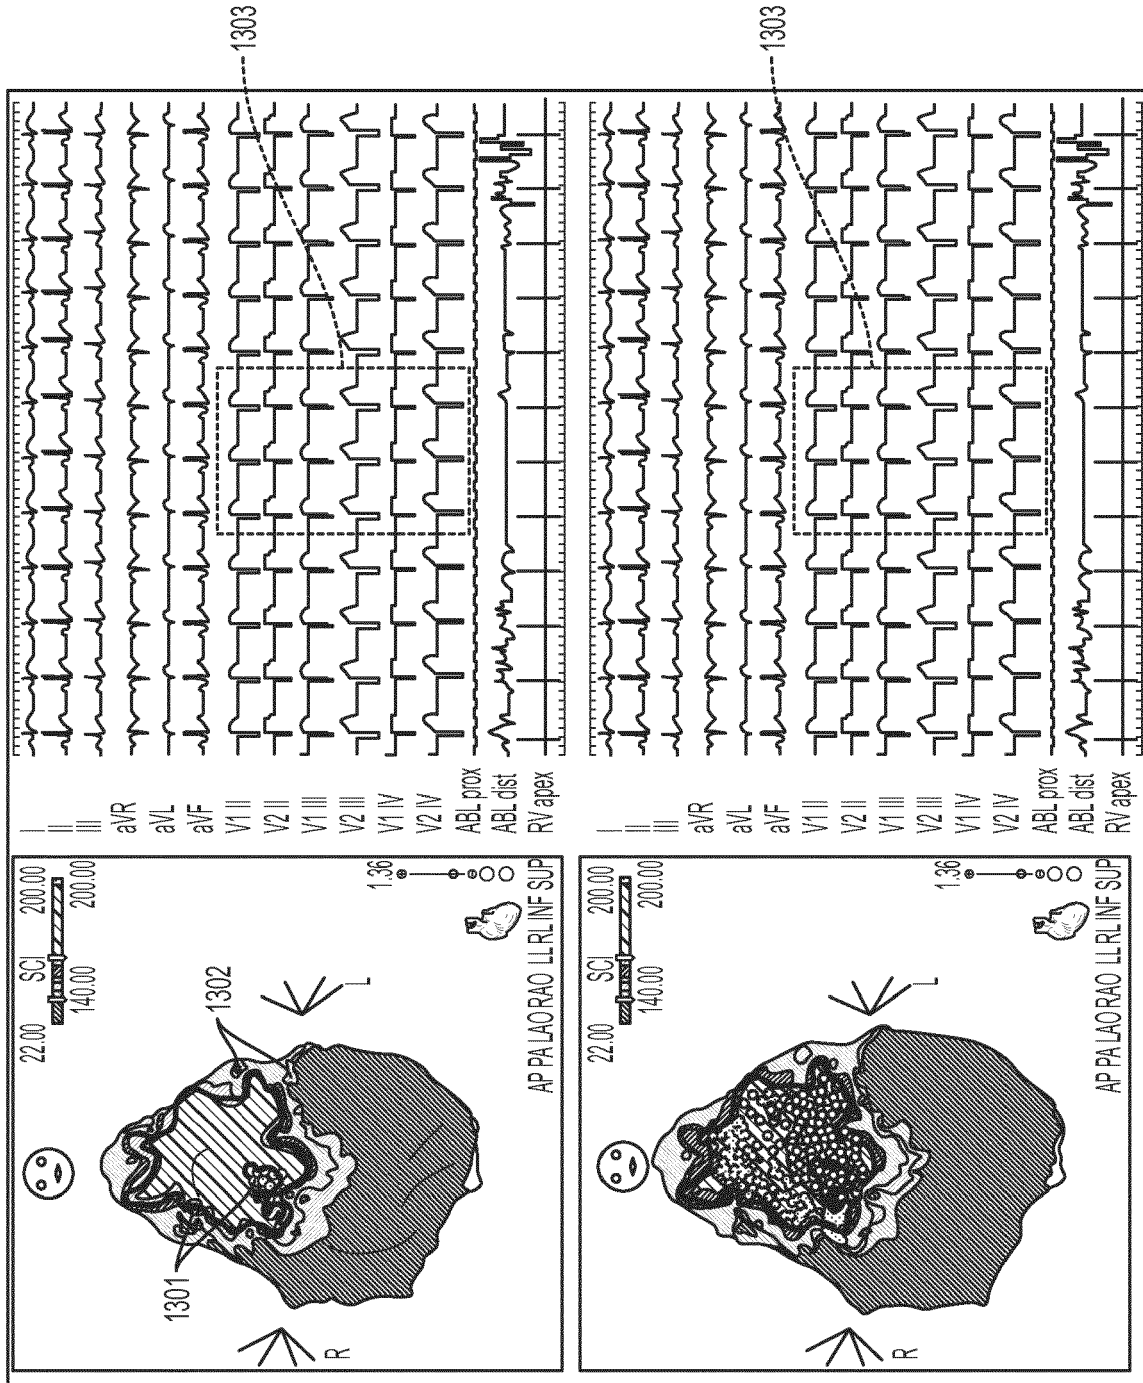 22.00 SCI 200.00
140.00 200.00
1301
1302
R
L
1.36
AP PA LAO RAO LL RL INF SUP
I
II
III
aVR
aVL
aVF
V1 II
V2 II
V1 III
V2 III
V1 IV
V2 IV
ABL prox
ABL dist
RV apex
1303
22.00 SCI 200.00
140.00 200.00
R
L
1.36
AP PA LAO RAO LL RL INF SUP
I
II
III
aVR
aVL
aVF
V1 II
V2 II
V1 III
V2 III
V1 IV
V2 IV
ABL prox
ABL dist
RV apex
1303